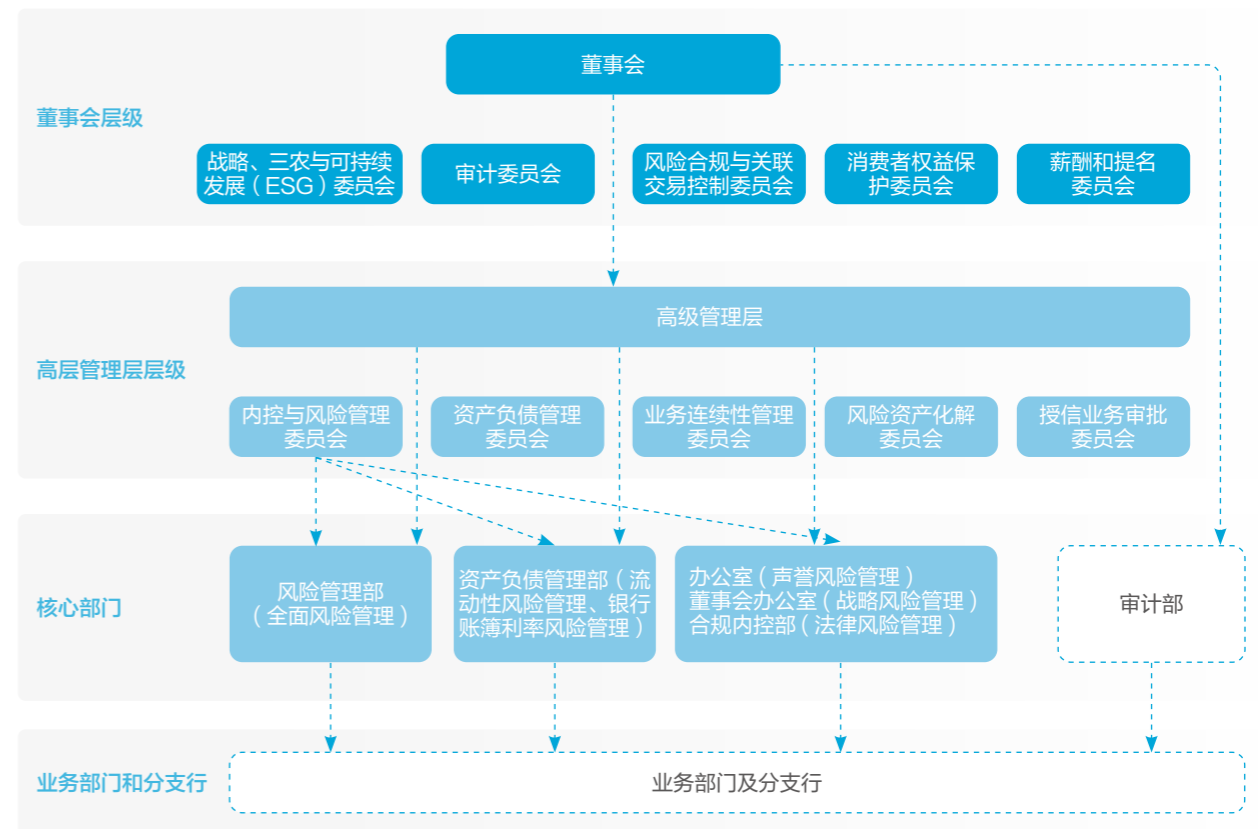 董事会
董事会层级
战略、三农与可持续
发展（ESG）委员会
审计委员会
风险合规与关联
交易控制委员会
消费者权益保
护委员会
薪酬和提名
委员会
高级管理层
高层管理层层级
内控与风险管理
委员会
资产负债管理
委员会
业务连续性管理
委员会
风险资产化解
委员会
授信业务审批
委员会
核心部门
风险管理部
（全面风险管理）
资产负债管理部（流
动性风险管理、银行
账簿利率风险管理）
办公室（声誉风险管理）
董事会办公室（战略风险管理）
合规内控部（法律风险管理）
审计部
业务部门和分支行
业务部门及分支行